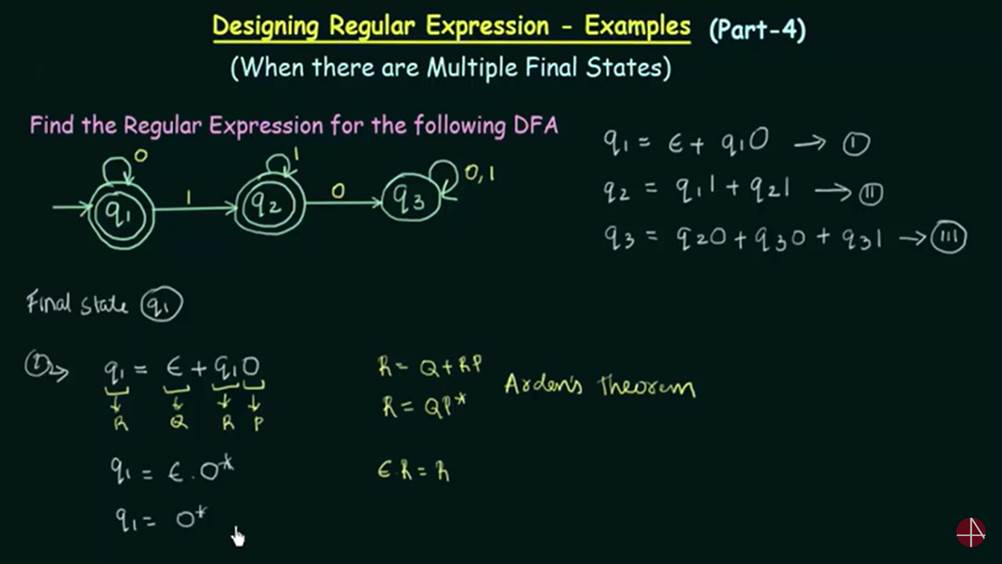 Designing Regular Expression - Examples (Part-4)
(When there are Multiple Final States)
Find the Regular Expression for the following DFA
0
1
0, 1
q1
1
q2
0
q3
q1 = ε + q10 → I
q2 = q11 + q21 → II
q3 = q20 + q30 + q31 → III
Final State q1
I → q1 = ε + q10
R Q R P
q1 = ε . 0*
q1 = 0*
R = Q + RP
R = QP*
Arden's Theorem
ε.R = R